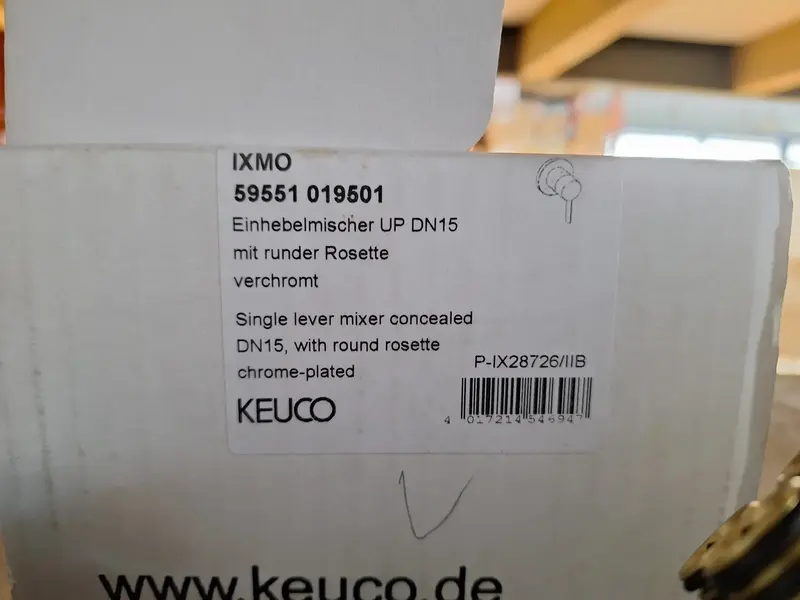 IXMO
59551 019501
Einhebelmischer UP DN15
mit runder Rosette
verchromt
Single lever mixer concealed
DN15, with round rosette
chrome-plated
P-IX28726/IIB
KEUCO
4 017214 546947
www.keuco.de